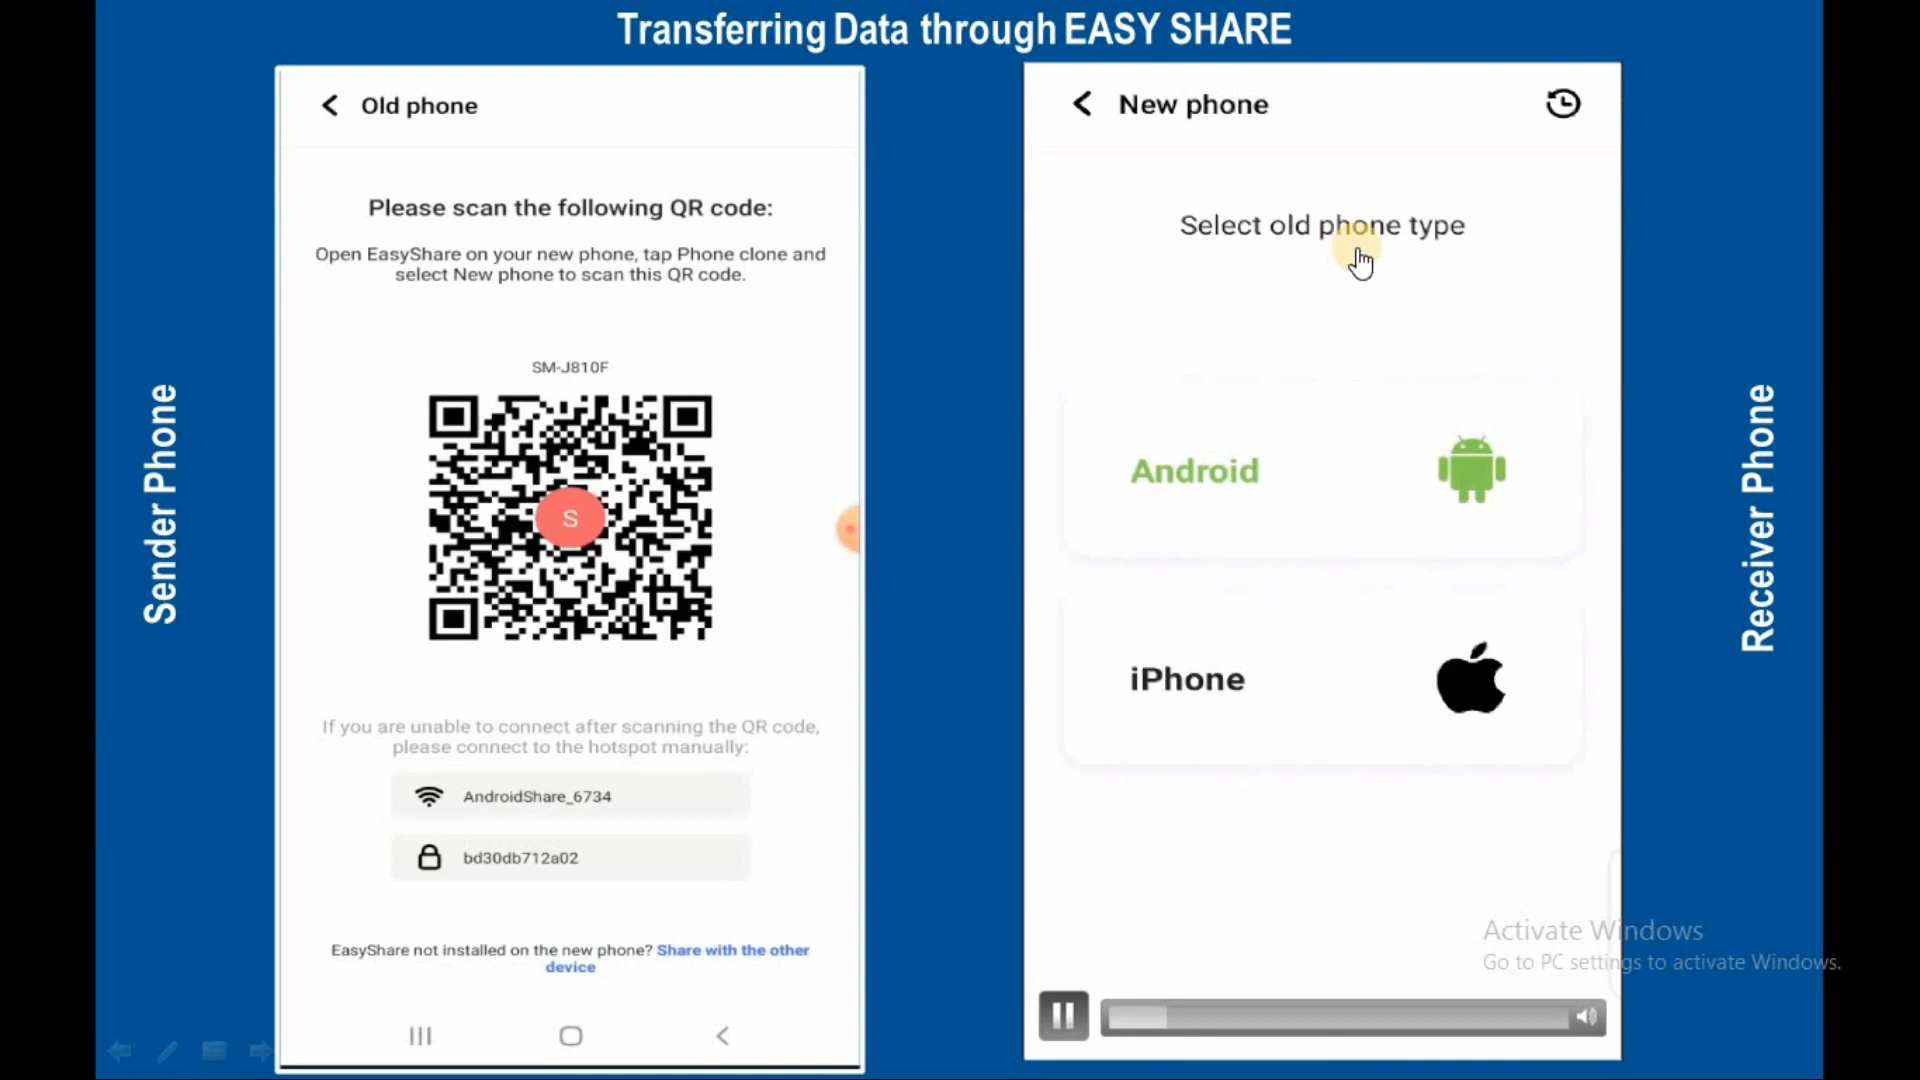 Transferring Data through EASY SHARE
Sender Phone
Old phone
Please scan the following QR code:
Open EasyShare on your new phone, tap Phone clone and
select New phone to scan this QR code.
SM-J810F
S
If you are unable to connect after scanning the QR code,
please connect to the hotspot manually:
AndroidShare_6734
bd30db712a02
EasyShare not installed on the new phone? Share with the other
device
New phone
Select old phone type
Android
iPhone
Receiver Phone
Activate Windows
Go to PC settings to activate Windows.